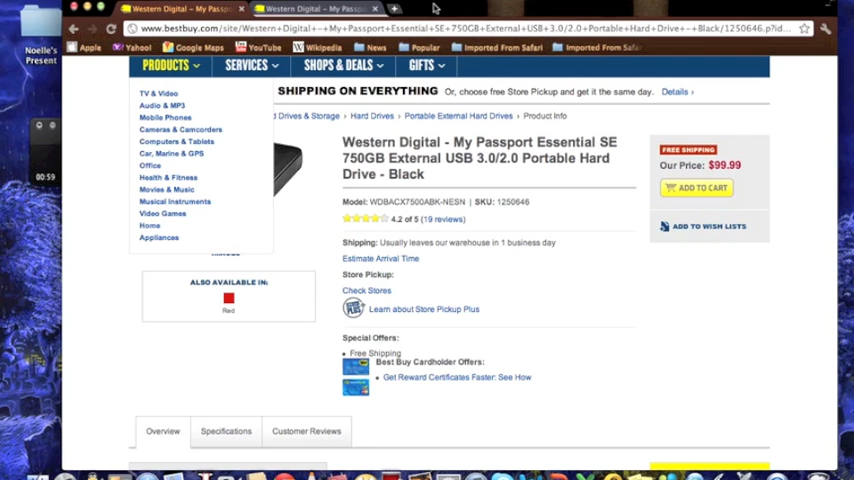 Western Digital - My Passpo
Western Digital - My Passpo
www.bestbuy.com/site/Western+Digital+-+My+Passport+Essential+SE+750GB+External+USB+3.0/2.0+Portable+Hard+Drive+-+Black/1250646.p?id...
Apple
Yahoo!
Google Maps
YouTube
Wikipedia
News
Popular
Imported From Safari
Imported From Safar
Noelle's
Present
00:59
PRODUCTS
SERVICES
SHOPS & DEALS
GIFTS
SHIPPING ON EVERYTHING Or, choose free Store Pickup and get it the same day. Details ›
TV & Video
Audio & MP3
Mobile Phones
Cameras & Camcorders
Computers & Tablets
Car, Marine & GPS
Office
Health & Fitness
Movies & Music
Musical Instruments
Video Games
Home
Appliances
d Drives & Storage › Hard Drives › Portable External Hard Drives › Product Info
Western Digital - My Passport Essential SE
750GB External USB 3.0/2.0 Portable Hard
Drive - Black
Model: WDBACX7500ABK-NESN | SKU: 1250646
4.2 of 5 (19 reviews)
Shipping: Usually leaves our warehouse in 1 business day
Estimate Arrival Time
Store Pickup:
Check Stores
Learn about Store Pickup Plus
Special Offers:
• Free Shipping
Best Buy Cardholder Offers:
• Get Reward Certificates Faster: See How
FREE SHIPPING
Our Price: $99.99
ADD TO CART
ADD TO WISH LISTS
ALSO AVAILABLE IN:
Red
Overview
Specifications
Customer Reviews